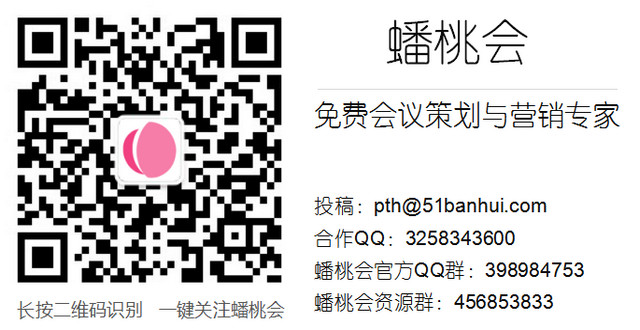 蟠桃会
免费会议策划与营销专家
投稿：pth@51banhui.com
合作QQ：3258343600
蟠桃会官方QQ群：398984753
蟠桃会资源群：456853833
长按二维码识别 一键关注蟠桃会